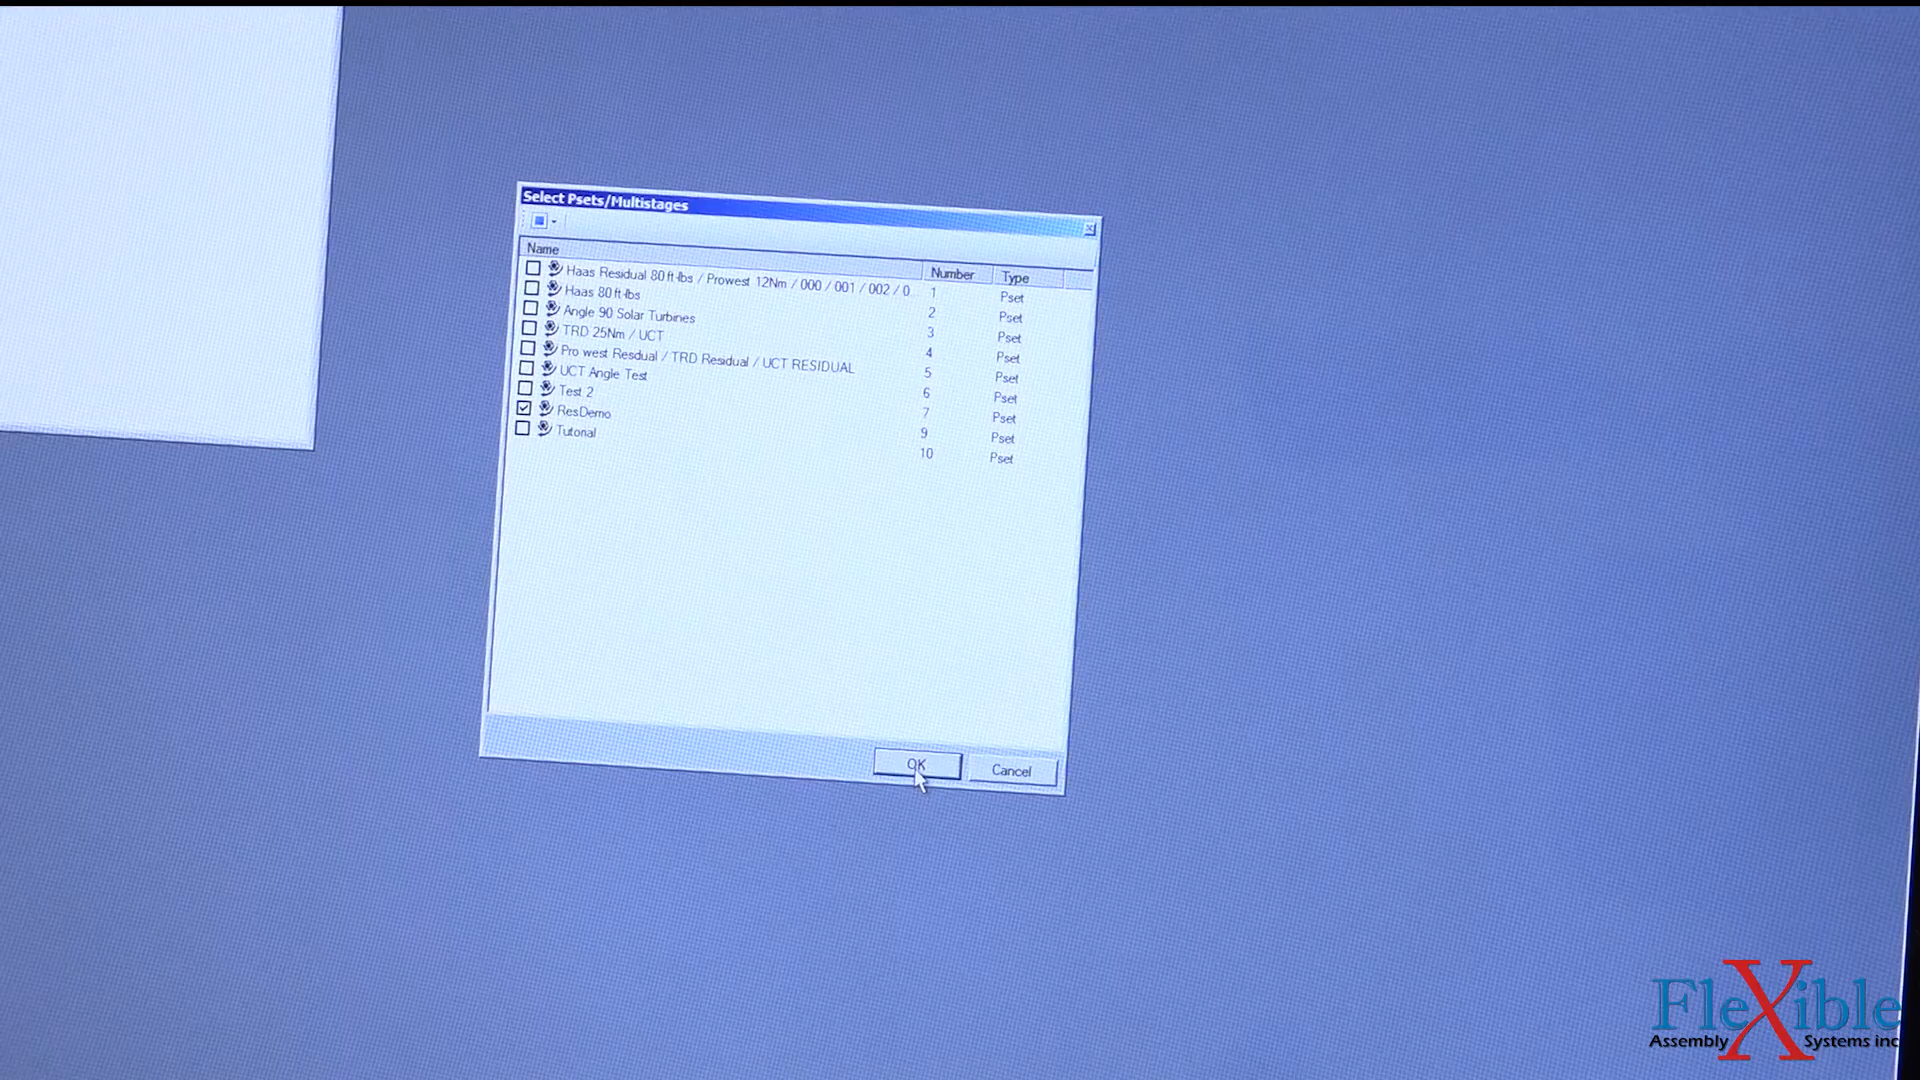 Select Psets/Multistages
Name Number Type
Haas Residual 80 ft-lbs / Prowest 12Nm / 000 / 001 / 002 / 0... 1 Pset
Haas 80 ft-lbs 2 Pset
Angle 90 Solar Turbines 3 Pset
TRD 25Nm / UCT 4 Pset
Pro west Resdual / TRD Residual / UCT RESIDUAL 5 Pset
UCT Angle Test 6 Pset
Test 2 7 Pset
ResDemo 9 Pset
Tutorial 10 Pset
OK Cancel
FleXible
Assembly Systems inc